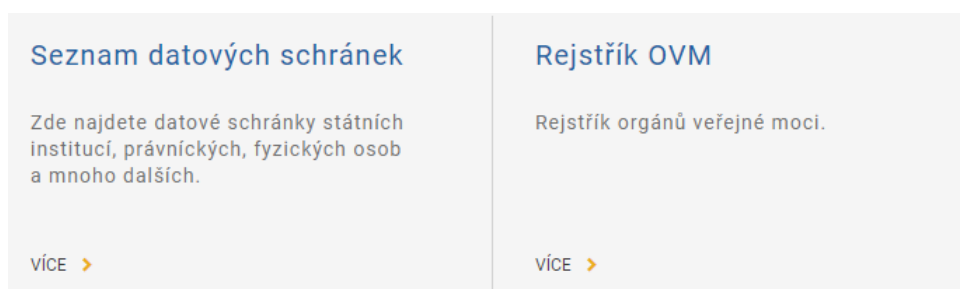 Seznam datových schránek
Zde najdete datové schránky státních
institucí, právníckých, fyzických osob
a mnoho dalších.
VÍCE
Rejstřík OVM
Rejstřík orgánů veřejné moci.
VÍCE